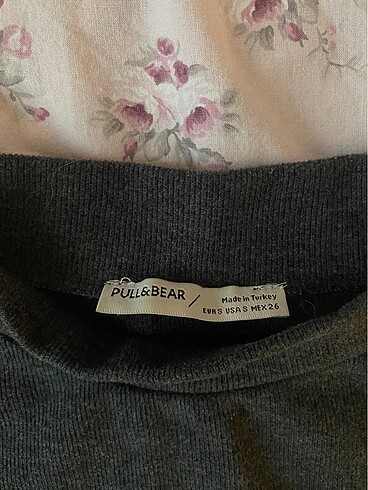 PULL&BEAR /
Made in Turkey
EUR S USA S MEX 26